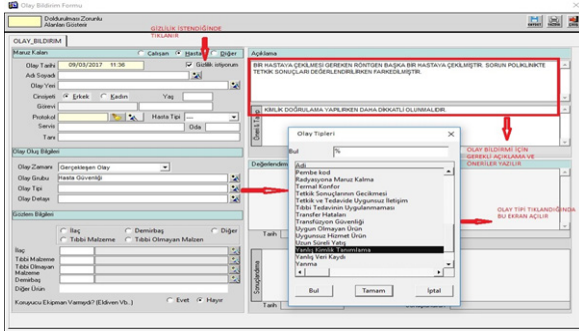 Olay Bildirim Formu
Doldurulması Zorunlu
Alanları Gösterir
GİZLİLİK İSTENDİĞİNDE
TIKLANIR
OLAY_BİLDİRİM
Maruz Kalan
Çalışan Hasta Diğer
Olay Tarihi 09/03/2017 11:36 Gizlilik istiyorum
Adı Soyadı
Olay Yeri
Cinsiyeti Erkek Kadın Yaş
Görevi
Protokol Hasta Tipi ---
Servis Oda
Tanı
Olay Oluş Bilgileri
Olay Zamanı Gerçekleşen Olay
Olay Grubu Hasta Güvenliği
Olay Tipi
Olay Detayı
Gözlem Bilgileri
İlaç Demirbaş Diğer
Tıbbi Malzeme Tıbbi Olmayan Malzen
İlaç
Tıbbi Malzeme
Tıbbi Olmayan
Malzeme
Demirbaş
Diğer Ürün
Koruyucu Ekipman Varmıydı? (Eldiven Vb..) Evet Hayır
Açıklama
BİR HASTAYA ÇEKİLMESİ GEREKEN RÖNTGEN BAŞKA BİR HASTAYA ÇEKİLMİŞTİR. SORUN POLİKLİNİKTE
TETKİK SONUÇLARI DEĞERLENDİRİLİRKEN FARKEDİLMİŞTİR.
KİMLİK DOĞRULAMA YAPILIRKEN DAHA DİKKATLİ OLUNMALIDIR.
OLAY BİLDİRİMİ İÇİN
GEREKLİ AÇIKLAMA VE
ÖNERİLER YAZILIR
Değerlendirm
Tarih
Sonuçlandırma
Tarih
Olay Tipleri
Bul %
Adı
Pembe kod
Radyasyona Maruz Kalma
Termal Konfor
Tetkik Sonuçlarının Gecikmesi
Tetkik ve Tedavide Uygunsuz İletişim
Tıbbi Tedavinin Uygulanmaması
Transfer Hataları
Transfüzyon Güvenliği
Uygun Olmayan Ürün
Uygunsuz Hizmet Ürün
Uzun Süreli Yatış
Yanlış Kimlik Tanımlama
Yanlış Veri Kaydı
Yanma
Bul Tamam İptal
OLAY TİPİ TIKLANDIĞINDA
BU EKRAN AÇILIR